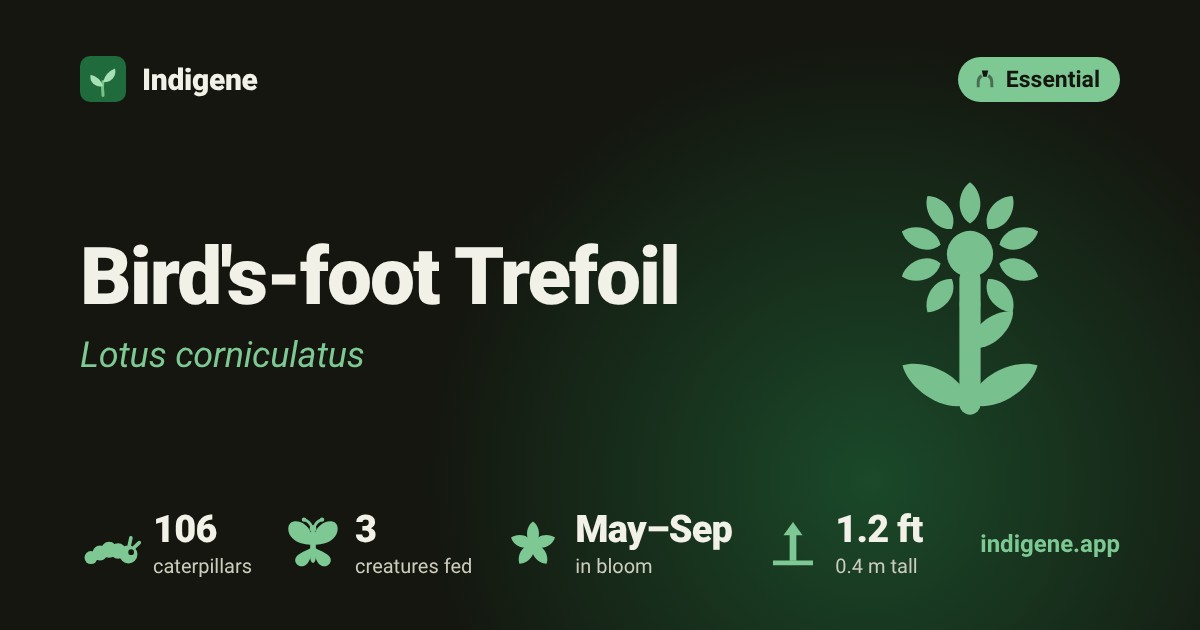 Indigene
Essential
Bird's-foot Trefoil
Lotus corniculatus
106
caterpillars
3
creatures fed
May–Sep
in bloom
1.2 ft
0.4 m tall
indigene.app